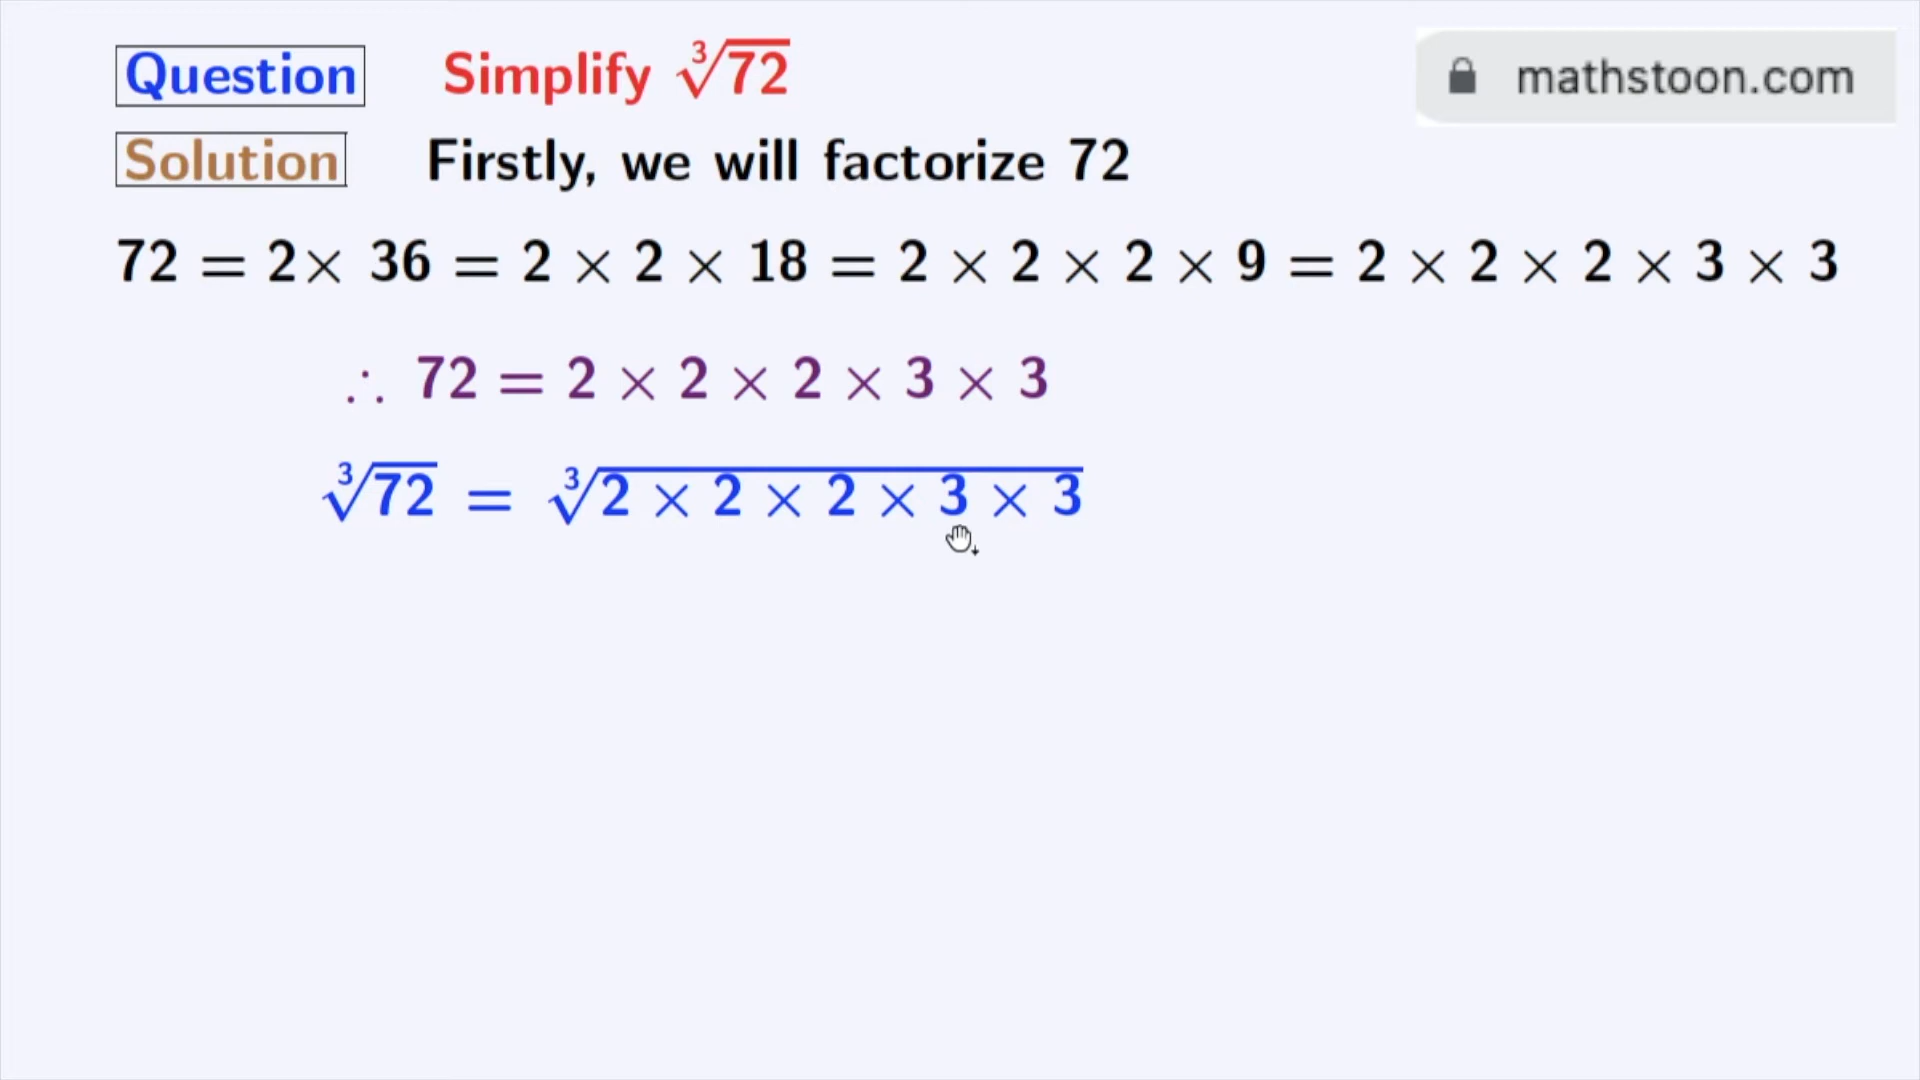 Question Simplify ∛72
mathstoon.com
Solution Firstly, we will factorize 72
72 = 2× 36 = 2 × 2 × 18 = 2 × 2 × 2 × 9 = 2 × 2 × 2 × 3 × 3
∴ 72 = 2 × 2 × 2 × 3 × 3
∛72 = ∛(2 × 2 × 2 × 3 × 3)